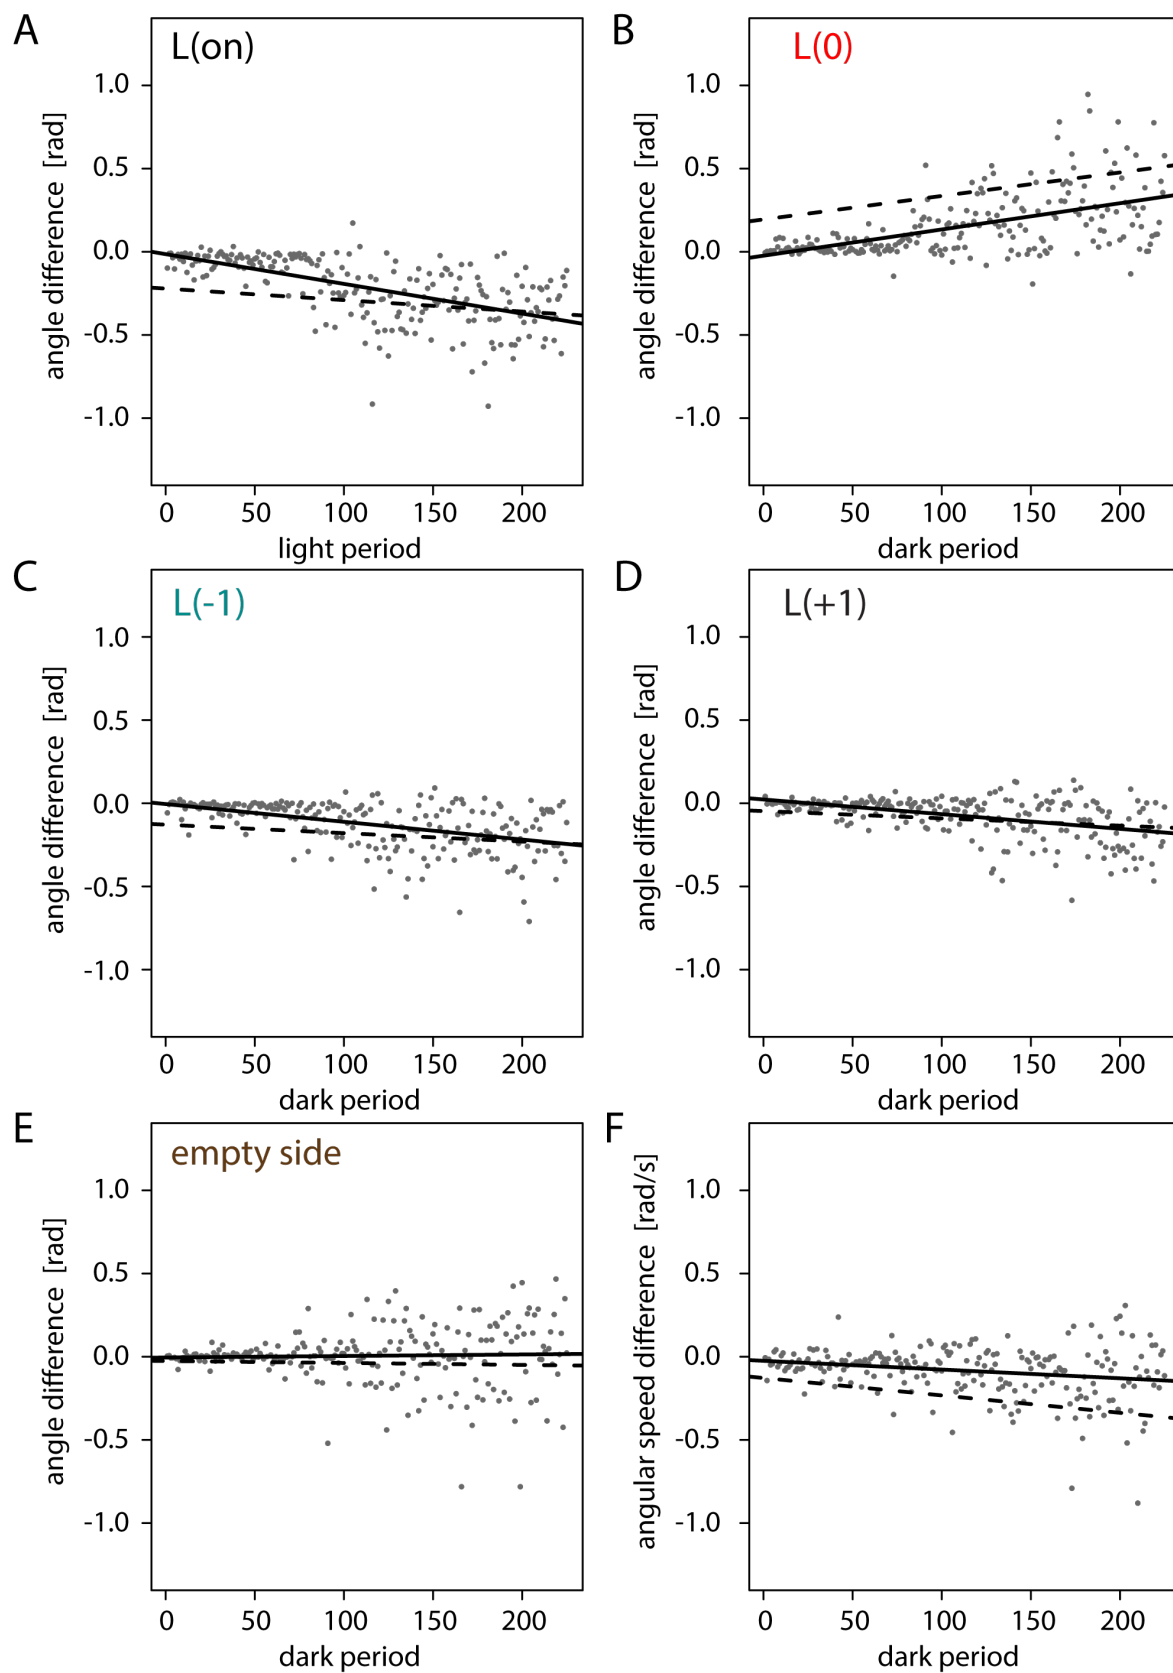 A
L(on)
angle difference [rad]
1.0
0.5
0.0
-0.5
-1.0
0 50 100 150 200
light period
B
L(0)
angle difference [rad]
1.0
0.5
0.0
-0.5
-1.0
0 50 100 150 200
dark period
C
L(-1)
angle difference [rad]
1.0
0.5
0.0
-0.5
-1.0
0 50 100 150 200
dark period
D
L(+1)
angle difference [rad]
1.0
0.5
0.0
-0.5
-1.0
0 50 100 150 200
dark period
E
empty side
angle difference [rad]
1.0
0.5
0.0
-0.5
-1.0
0 50 100 150 200
dark period
F
angular speed difference [rad/s]
1.0
0.5
0.0
-0.5
-1.0
0 50 100 150 200
dark period